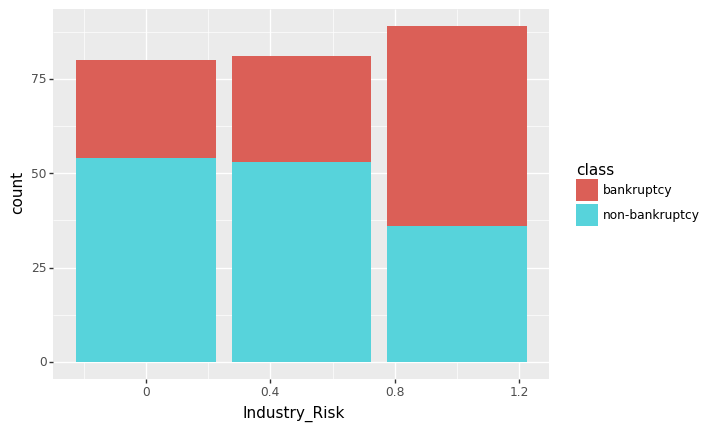 75
50
25
0
count
0 0.4 0.8 1.2
Industry_Risk
class
bankruptcy
non-bankruptcy